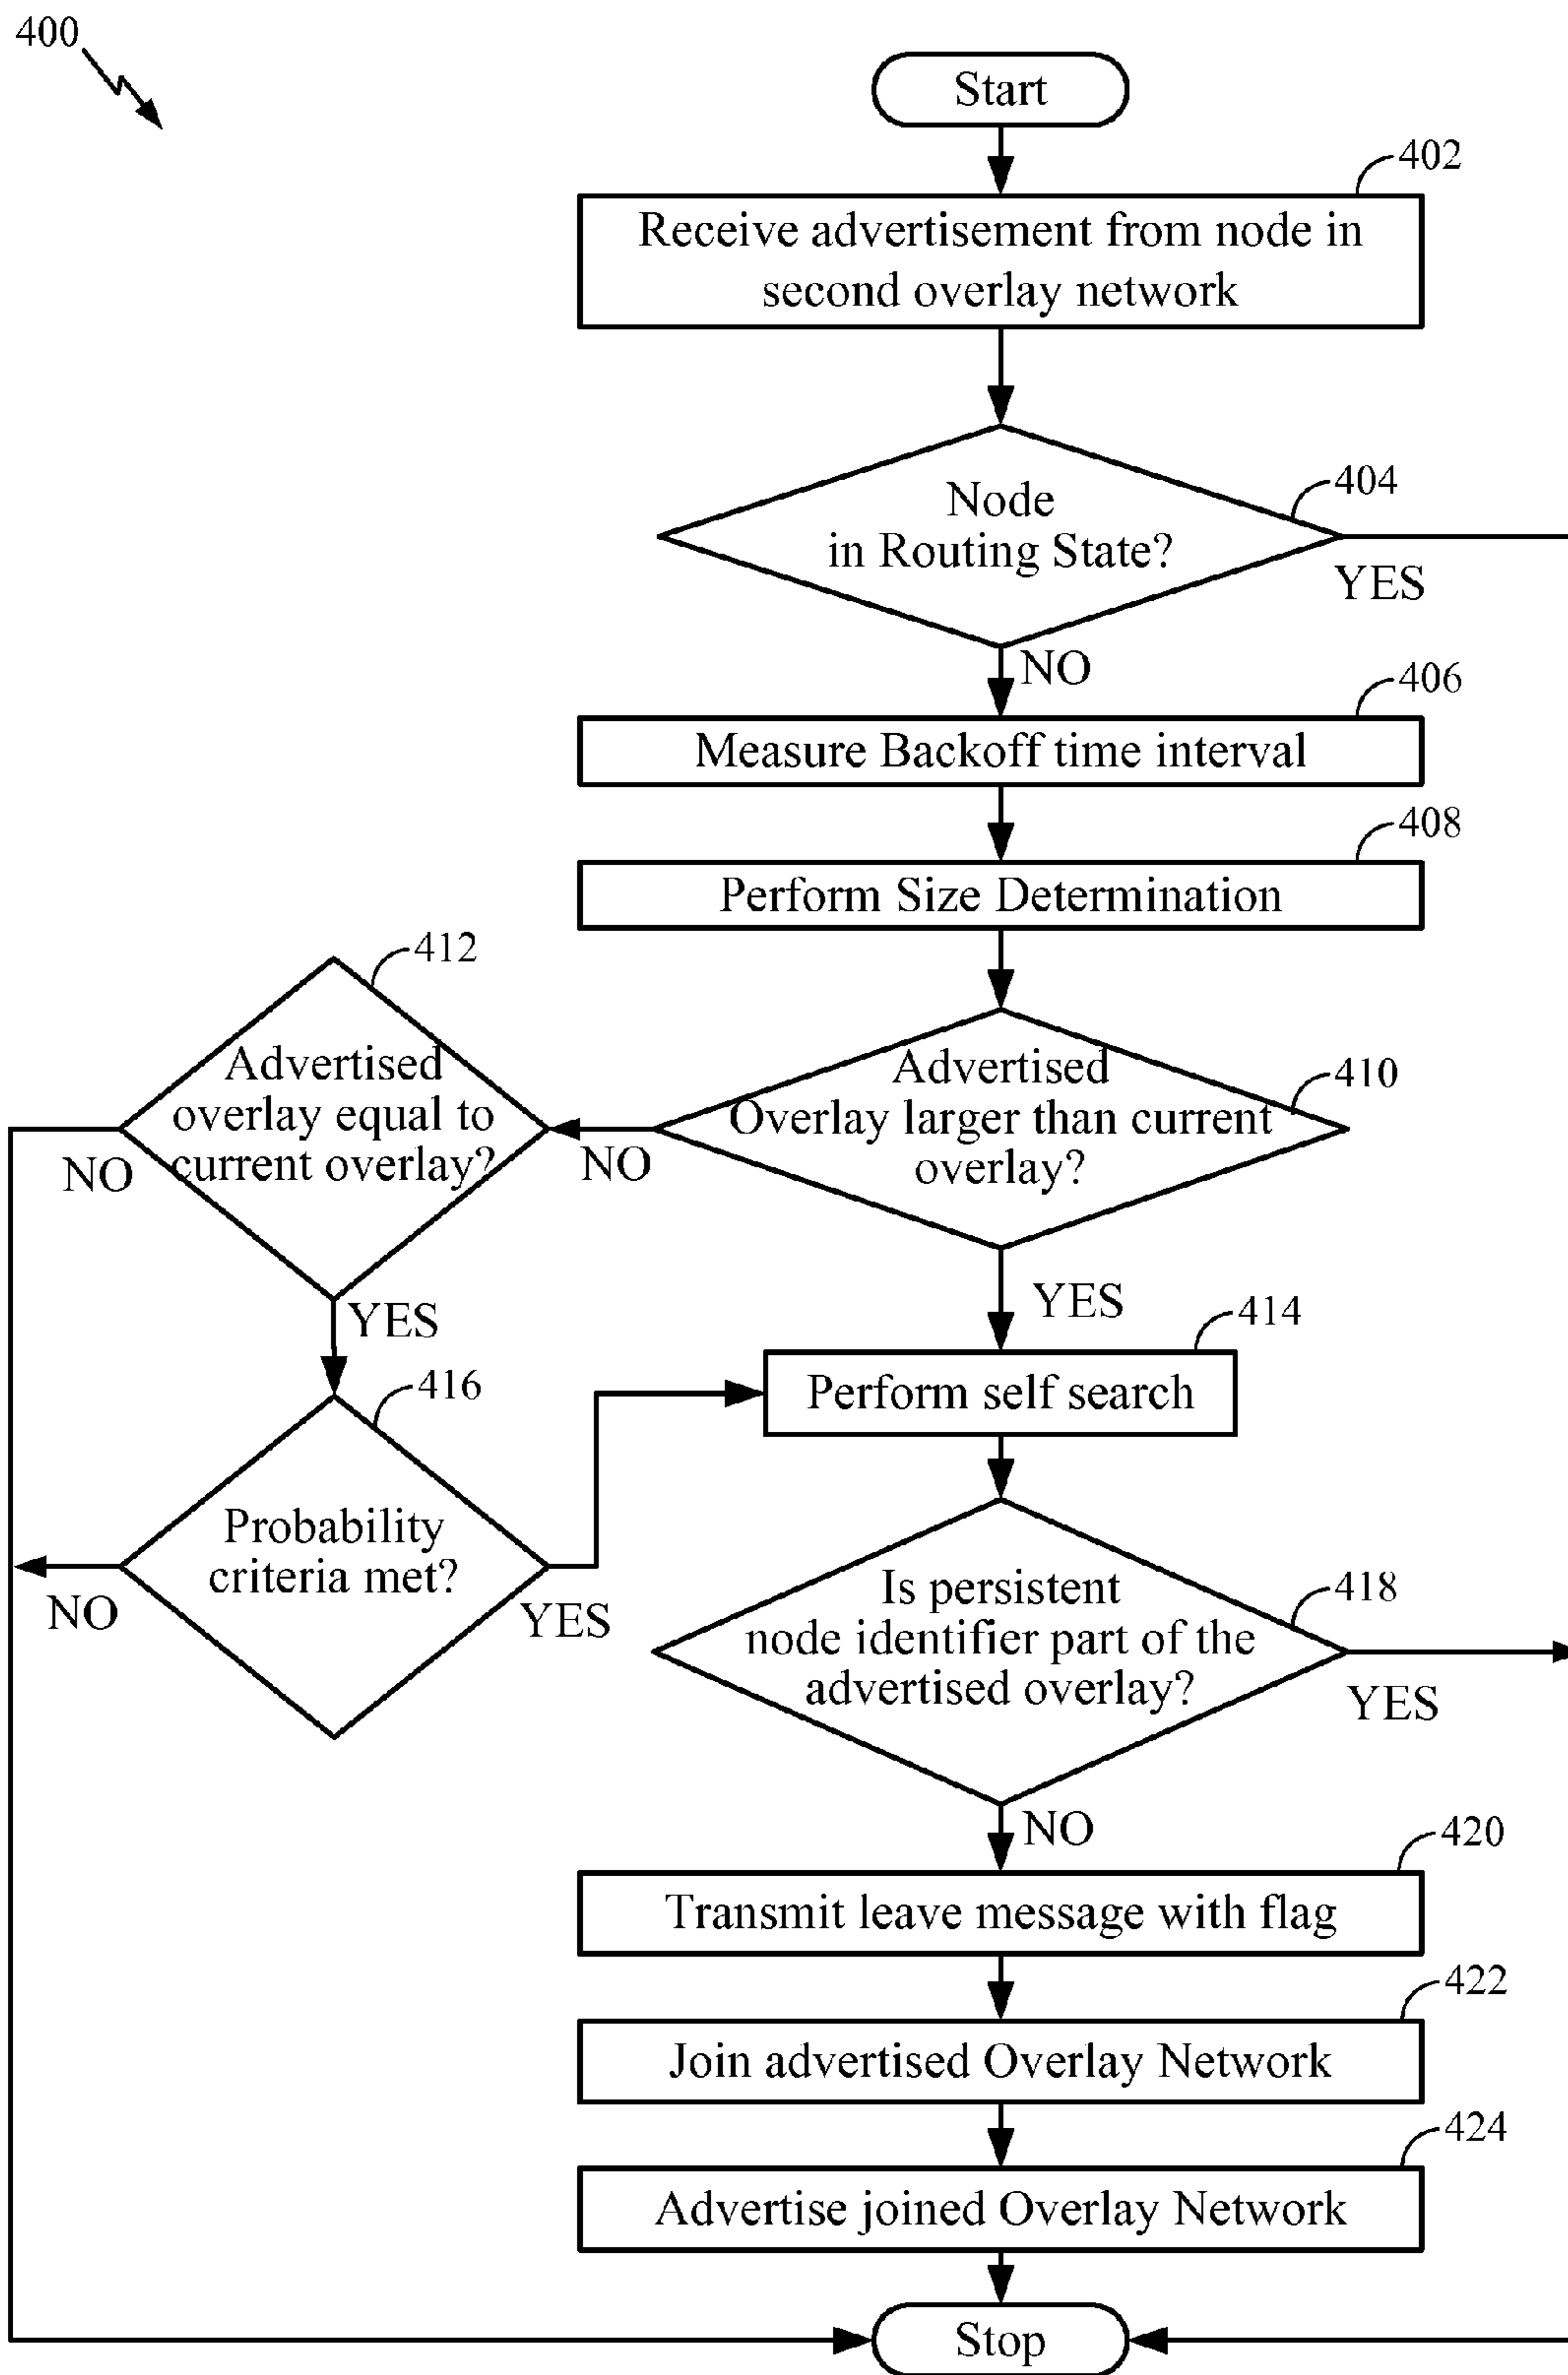 400
Start
402
Receive advertisement from node in
second overlay network
404
Node
in Routing State?
YES
NO
406
Measure Backoff time interval
408
Perform Size Determination
412
Advertised
overlay equal to
current overlay?
NO
410
Advertised
Overlay larger than current
overlay?
NO
YES
YES
414
Perform self search
416
Probability
criteria met?
NO
YES
418
Is persistent
node identifier part of the
advertised overlay?
YES
NO
420
Transmit leave message with flag
422
Join advertised Overlay Network
424
Advertise joined Overlay Network
Stop